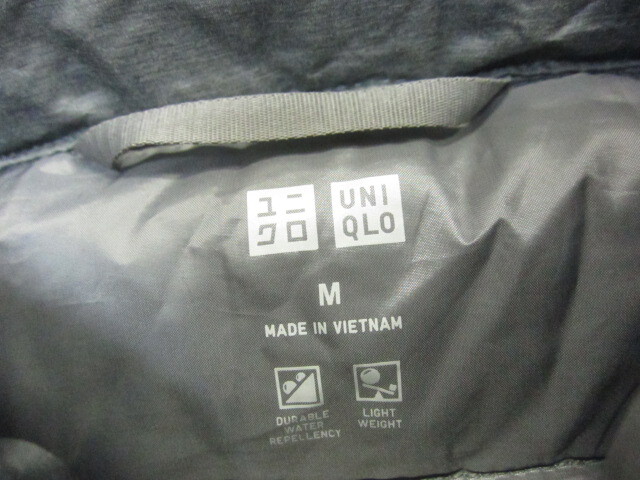 ユニ
クロ
UNI
QLO
M
MADE IN VIETNAM
DURABLE
WATER
REPELLENCY
LIGHT
WEIGHT